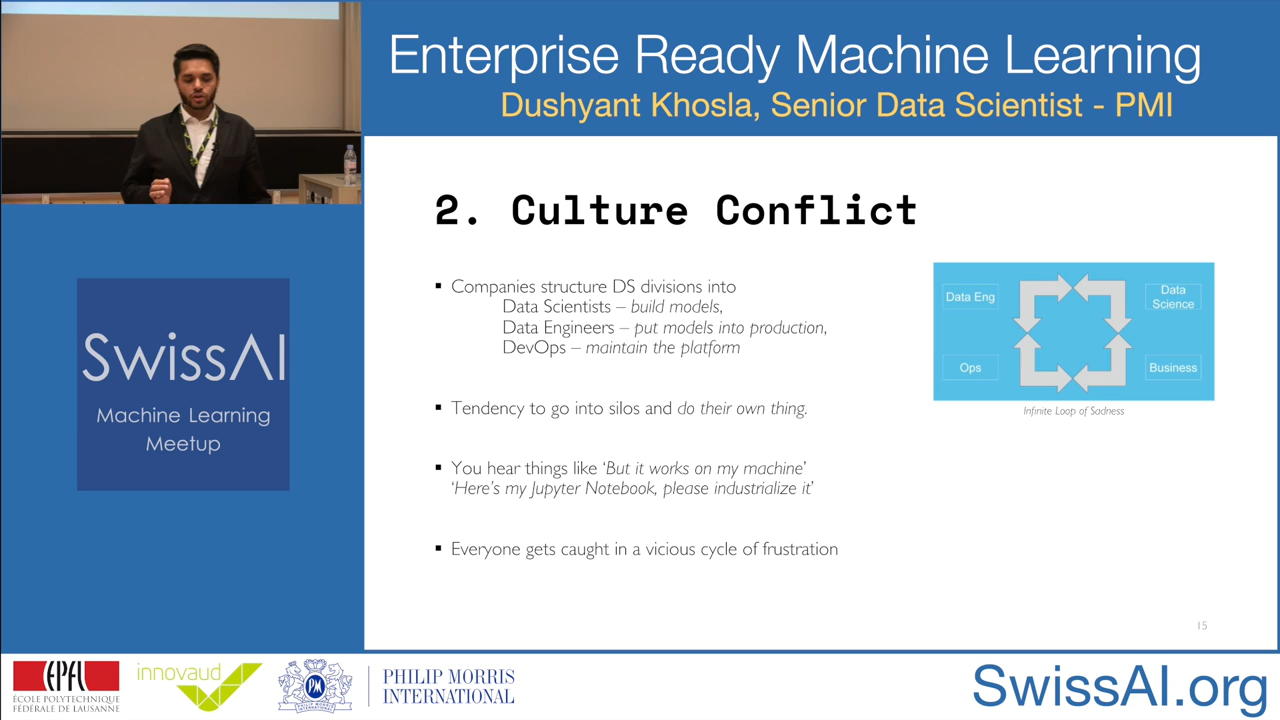 Enterprise Ready Machine Learning
Dushyant Khosla, Senior Data Scientist - PMI
2. Culture Conflict
▪ Companies structure DS divisions into
Data Scientists – build models,
Data Engineers – put models into production,
DevOps – maintain the platform
▪ Tendency to go into silos and do their own thing.
▪ You hear things like ‘But it works on my machine’
‘Here’s my Jupyter Notebook, please industrialize it’
▪ Everyone gets caught in a vicious cycle of frustration
Data Eng
Data
Science
Ops
Business
Infinite Loop of Sadness
15
SwissAI
Machine Learning
Meetup
EPFL
ÉCOLE POLYTECHNIQUE
FÉDÉRALE DE LAUSANNE
innovaud
PM
PHILIP MORRIS
INTERNATIONAL
SwissAI.org